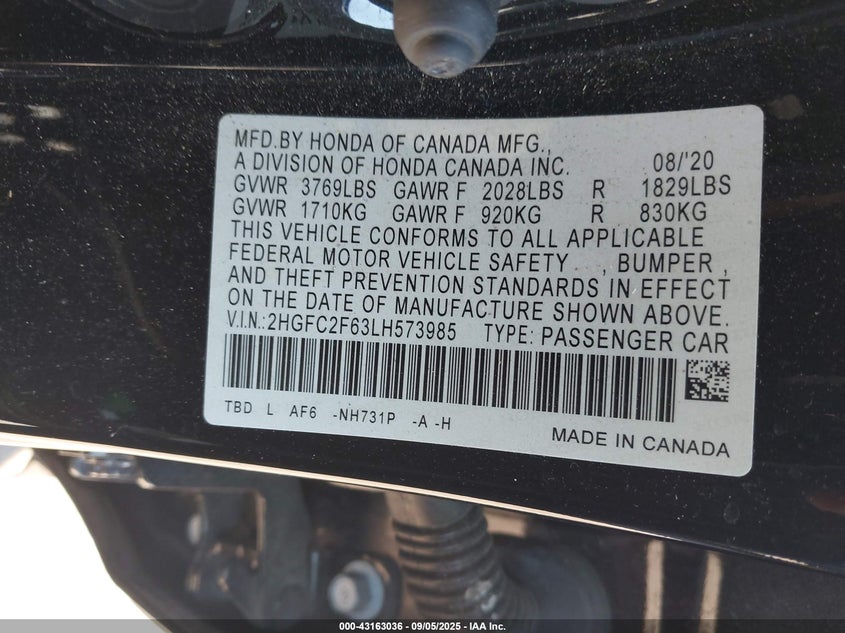 MFD.BY HONDA OF CANADA MFG.,
A DIVISION OF HONDA CANADA INC. 08/'20
GVWR 3769LBS GAWR F 2028LBS R 1829LBS
GVWR 1710KG GAWR F 920KG R 830KG
THIS VEHICLE CONFORMS TO ALL APPLICABLE
FEDERAL MOTOR VEHICLE SAFETY , BUMPER ,
AND THEFT PREVENTION STANDARDS IN EFFECT
ON THE DATE OF MANUFACTURE SHOWN ABOVE.
V.I.N.:2HGFC2F63LH573985 TYPE: PASSENGER CAR
TBD L AF6 -NH731P -A -H
MADE IN CANADA
000-43163036 - 09/05/2025 - IAA Inc.